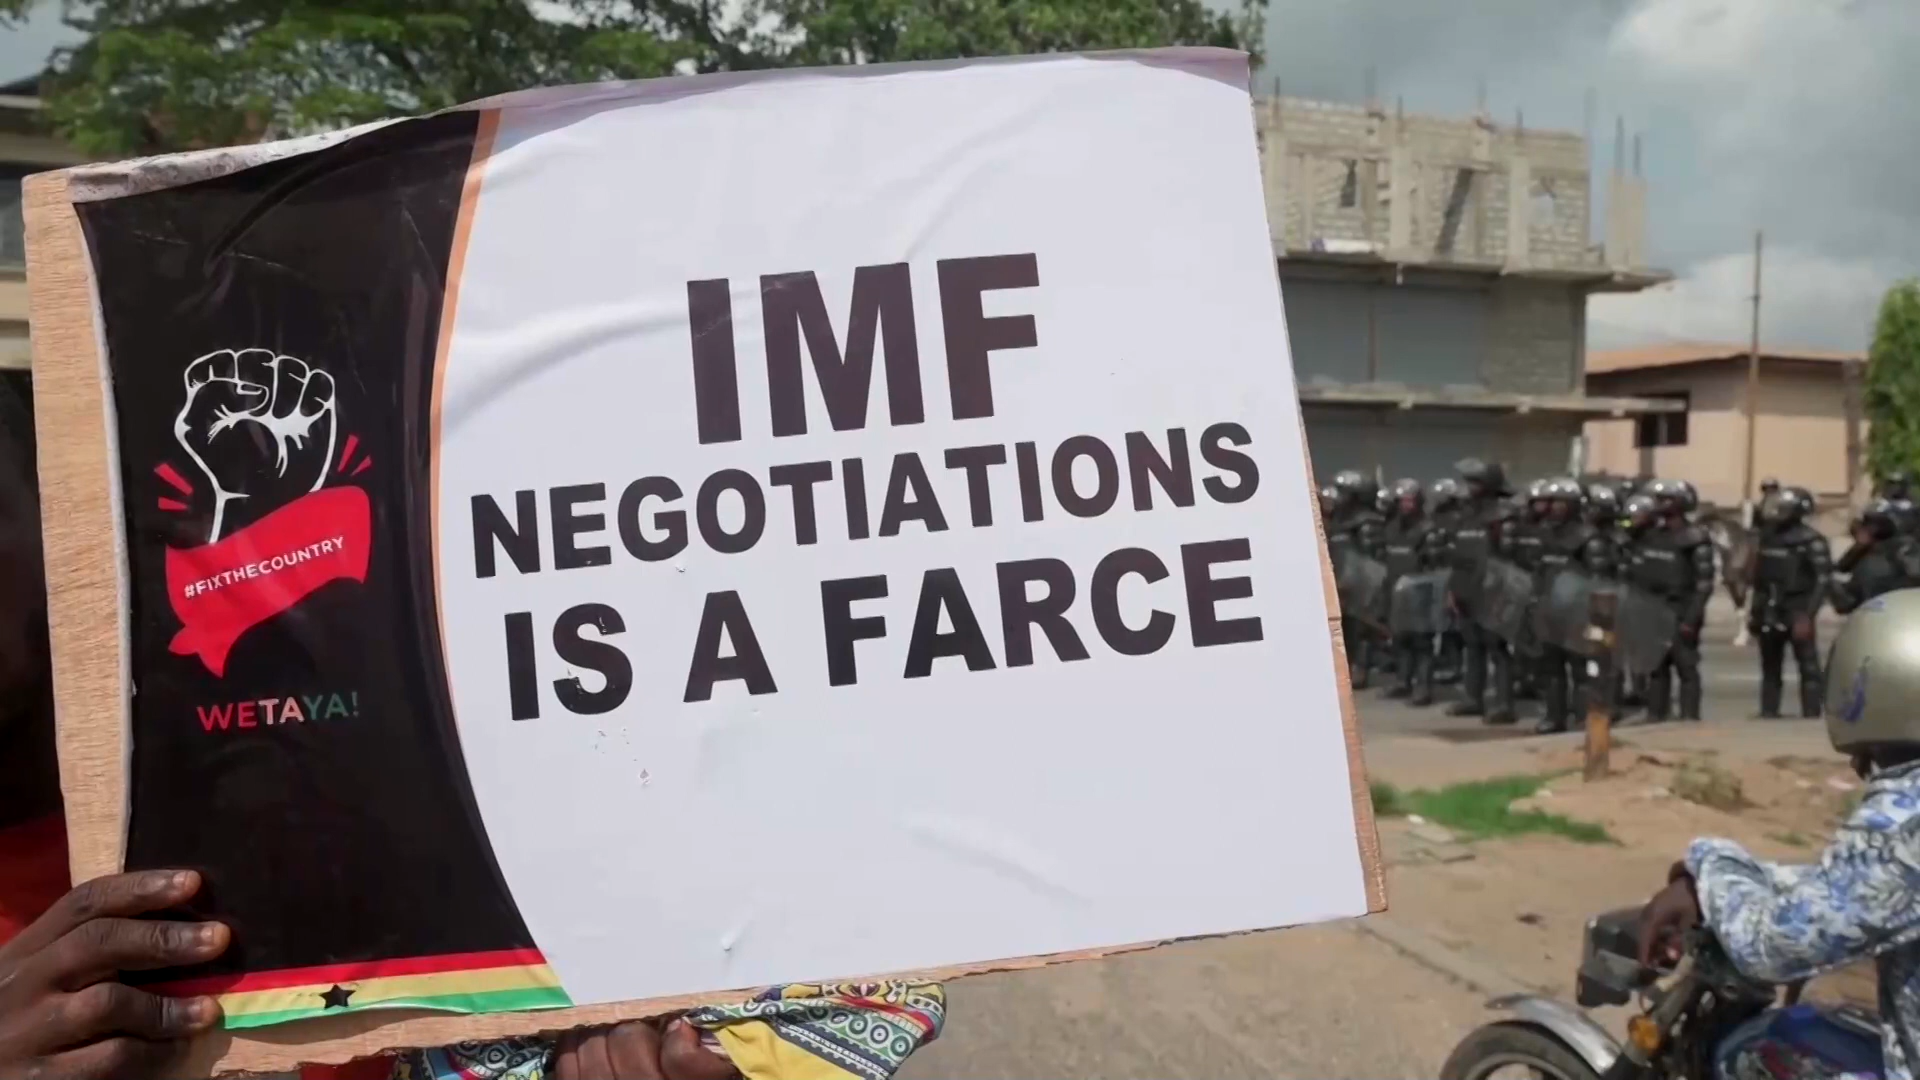 IMF
NEGOTIATIONS
IS A FARCE
#FIXTHECOUNTRY
WETAYA!